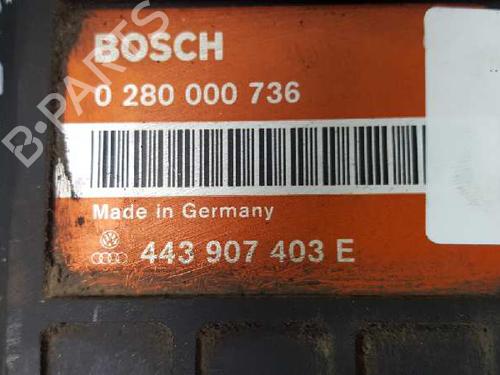 BOSCH
0 280 000 736
Made in Germany
443 907 403 E
B-PARTS